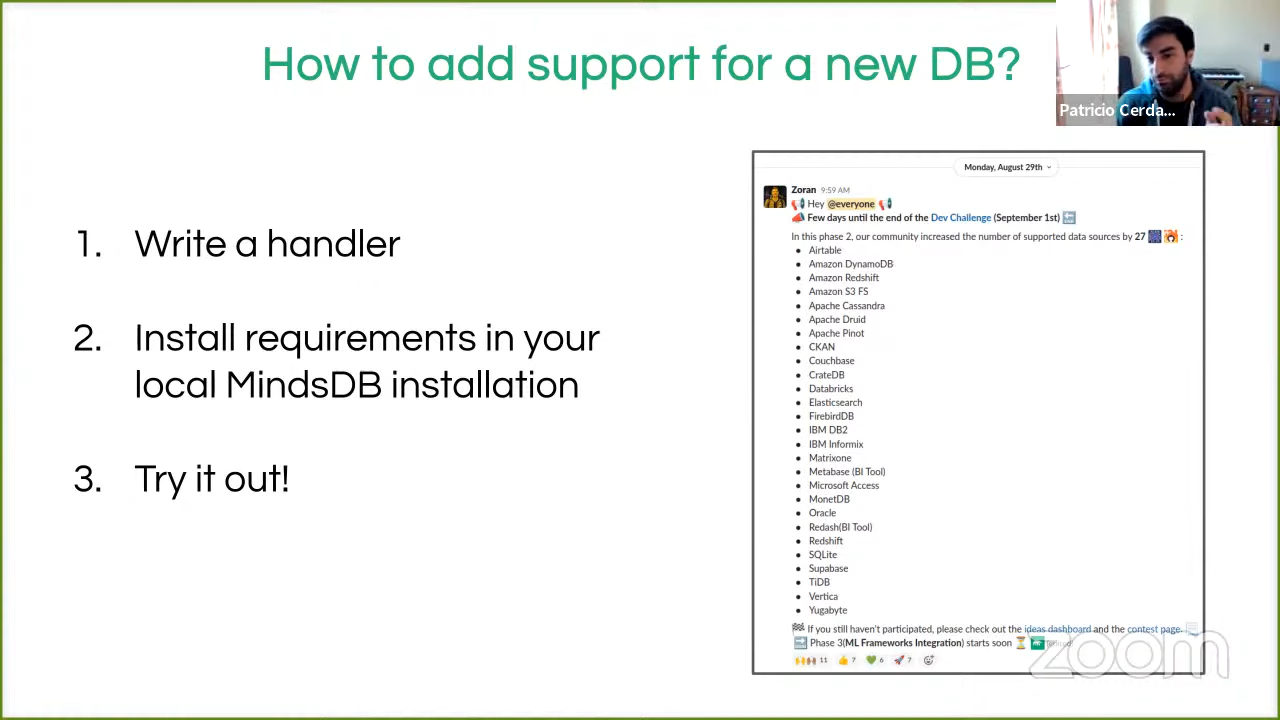 How to add support for a new DB?
Patricio Cerda...
1. Write a handler
2. Install requirements in your
local MindsDB installation
3. Try it out!
Monday, August 29th
Zoran 9:59 AM
Hey @everyone
Few days until the end of the Dev Challenge (September 1st)
In this phase 2, our community increased the number of supported data sources by 27 :
• Airtable
• Amazon DynamoDB
• Amazon Redshift
• Amazon S3 FS
• Apache Cassandra
• Apache Druid
• Apache Pinot
• CKAN
• Couchbase
• CrateDB
• Databricks
• Elasticsearch
• FirebirdDB
• IBM DB2
• IBM Informix
• Matrixone
• Metabase (BI Tool)
• Microsoft Access
• MonetDB
• Oracle
• Redash(BI Tool)
• Redshift
• SQLite
• Supabase
• TiDB
• Vertica
• Yugabyte
If you still haven't participated, please check out the ideas dashboard and the contest page.
Phase 3(ML Frameworks Integration) starts soon
11 7 6 7
zoom